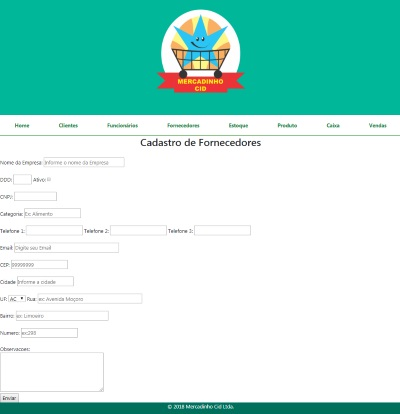 MERCADINHO
CID
Home Clientes Funcionários Fornecedores Estoque Produto Caixa Vendas
Cadastro de Fornecedores
Nome da Empresa: Informe o nome da Empresa
DDD: Ativo:
CNPJ:
Categoria: Ex: Alimento
Telefone 1: Telefone 2: Telefone 3:
Email: Digite seu Email
CEP: 99999999
Cidade Informe a cidade
UF: AC Rua: ex: Avenida Moçoro
Bairro: ex: Limoeiro
Numero: ex:295
Observacoes:
Enviar
© 2018 Mercadinho Cid Ltda.